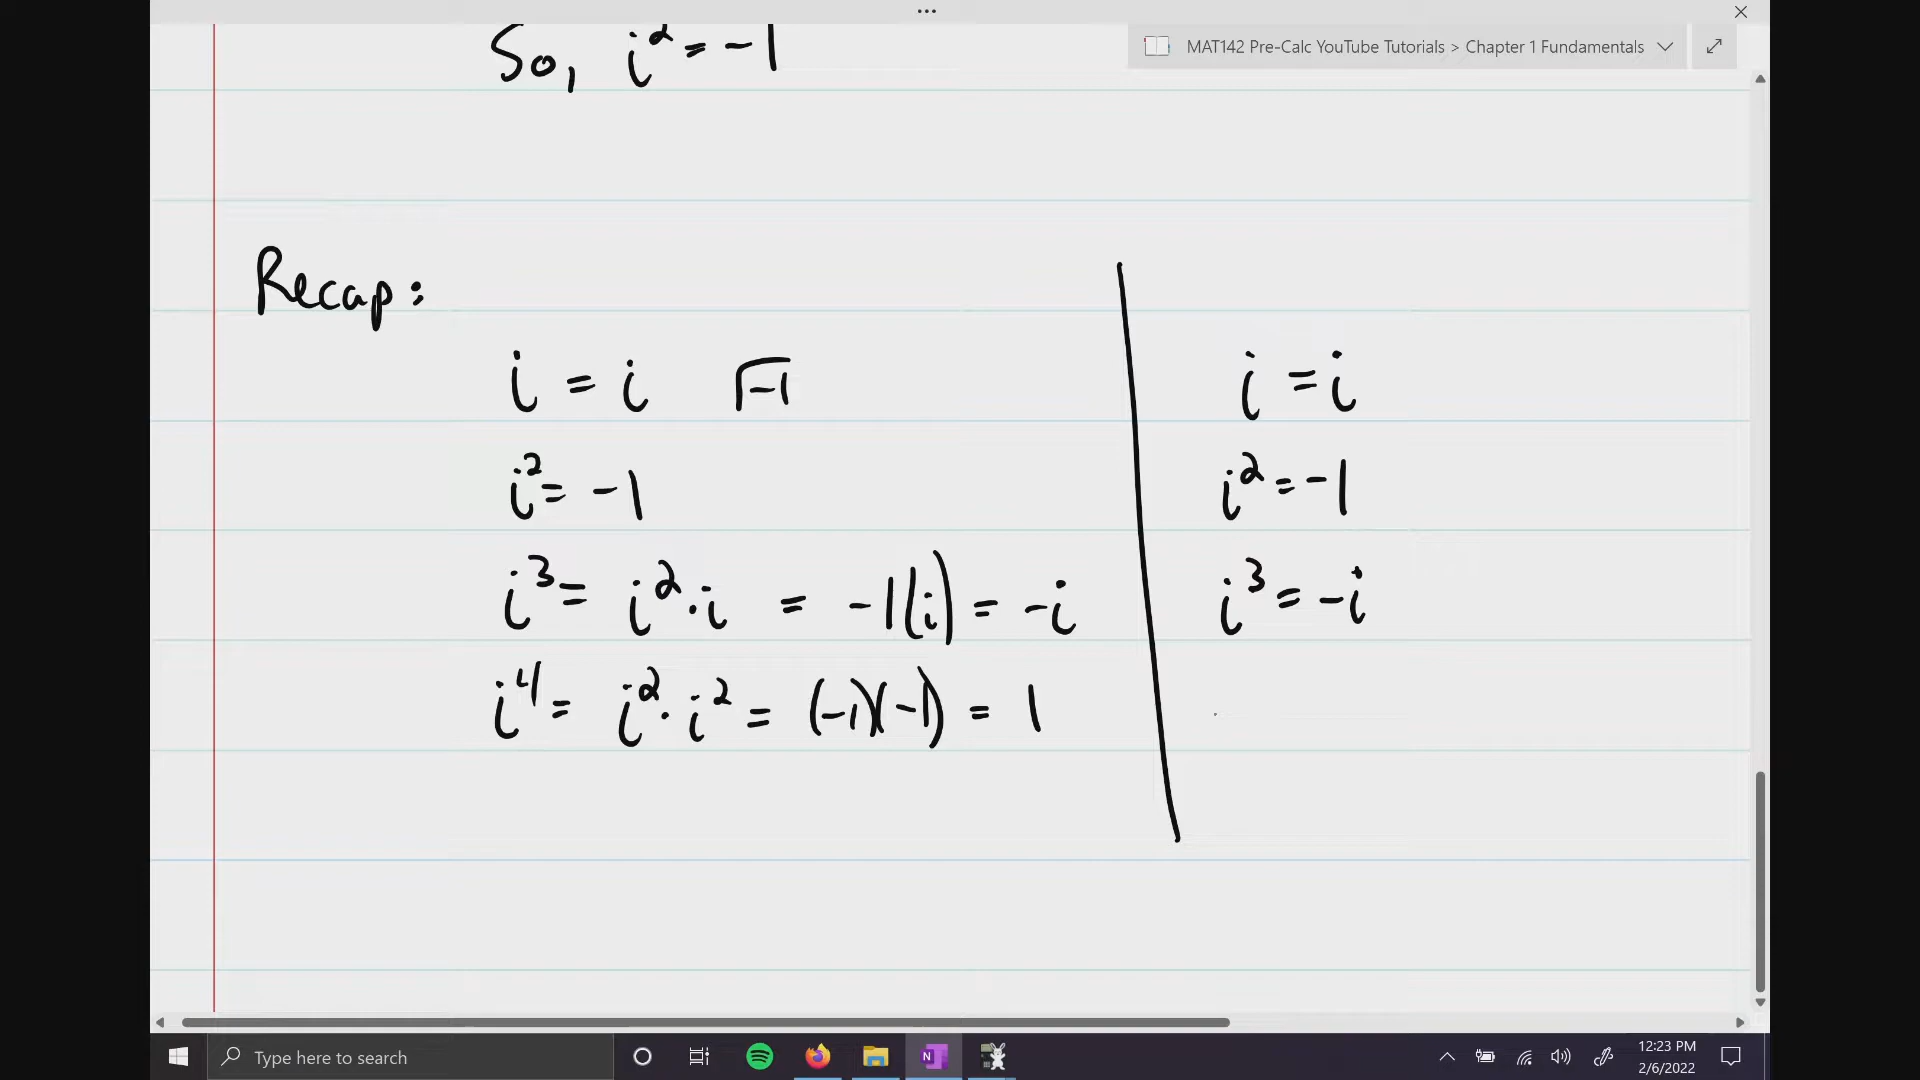 So, i² = -1
MAT142 Pre-Calc YouTube Tutorials > Chapter 1 Fundamentals
Recap:
i = i √-1
i² = -1
i³ = i² · i = -1(i) = -i
i⁴ = i² · i² = (-1)(-1) = 1
i = i
i² = -1
i³ = -i
Type here to search
12:23 PM
2/6/2022